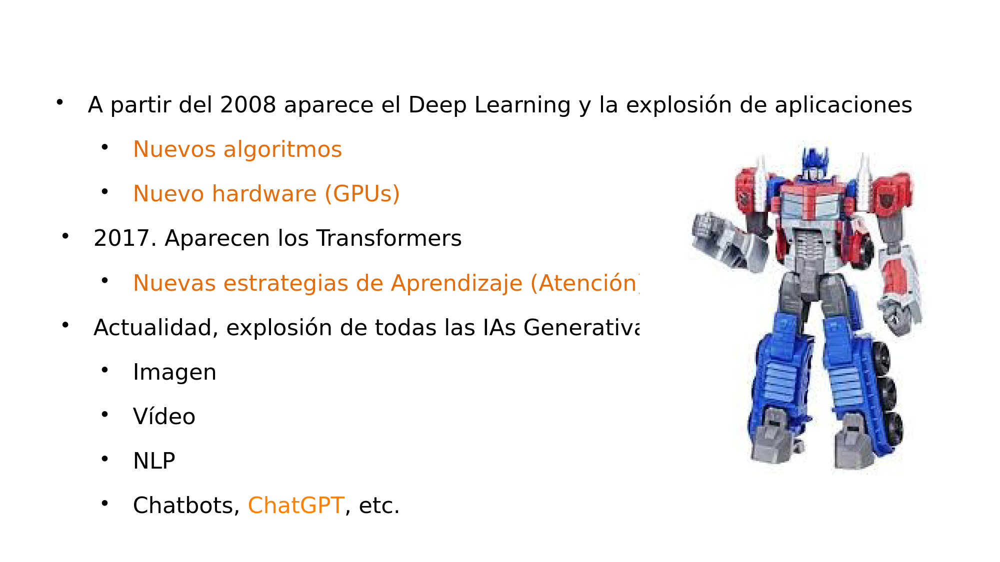 • A partir del 2008 aparece el Deep Learning y la explosión de aplicaciones
• Nuevos algoritmos
• Nuevo hardware (GPUs)
• 2017. Aparecen los Transformers
• Nuevas estrategias de Aprendizaje (Atención)
• Actualidad, explosión de todas las IAs Generativa
• Imagen
• Vídeo
• NLP
• Chatbots, ChatGPT, etc.